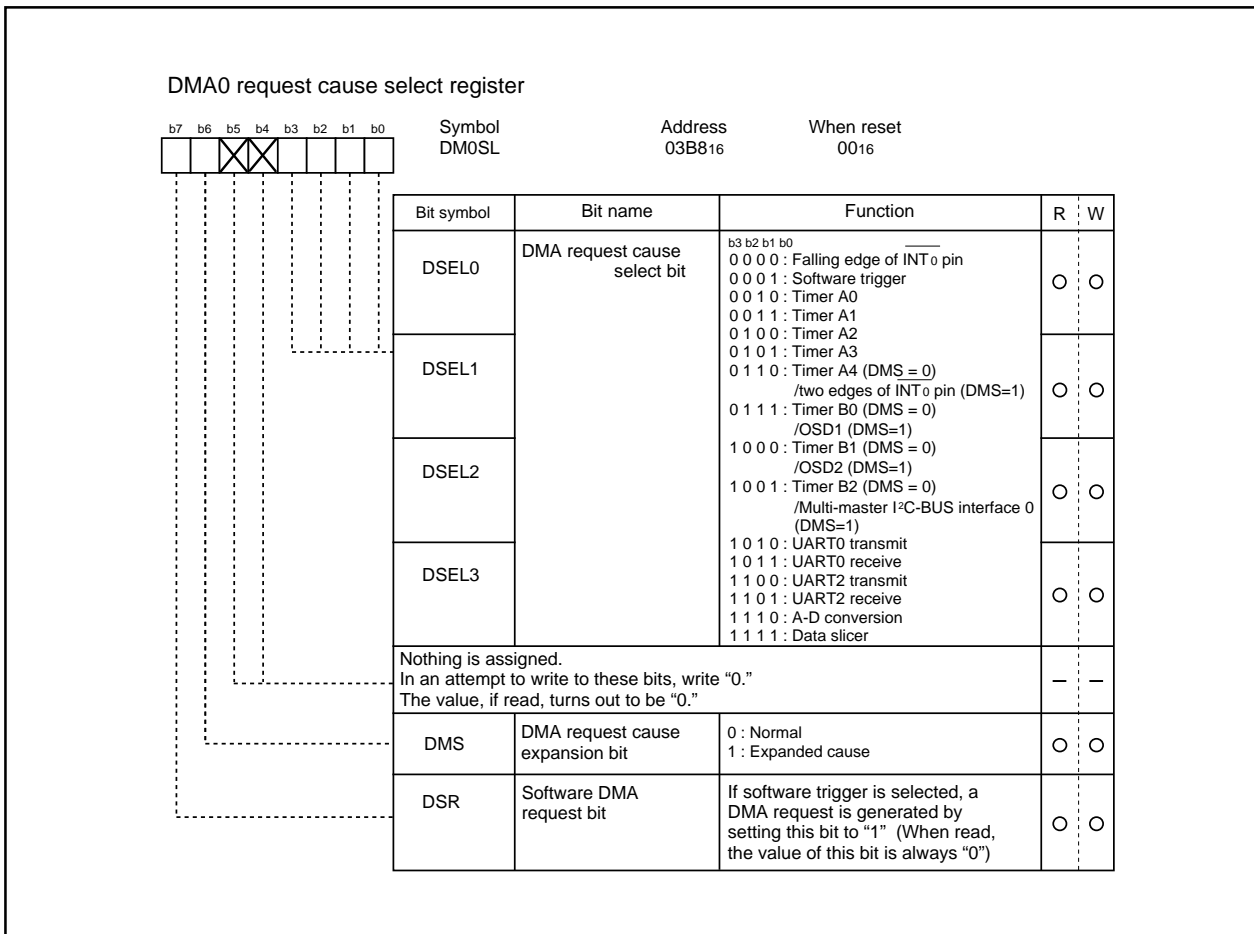 DMA0 request cause select register
b7 b6 b5 b4 b3 b2 b1 b0
Symbol Address When reset
DM0SL 03B816 0016
Bit symbol Bit name Function R W
DSEL0
DMA request cause
select bit
b3 b2 b1 b0
0 0 0 0 : Falling edge of INT0 pin
0 0 0 1 : Software trigger
0 0 1 0 : Timer A0
0 0 1 1 : Timer A1
0 1 0 0 : Timer A2
0 1 0 1 : Timer A3
0 1 1 0 : Timer A4 (DMS = 0)
/two edges of INT0 pin (DMS=1)
0 1 1 1 : Timer B0 (DMS = 0)
/OSD1 (DMS=1)
1 0 0 0 : Timer B1 (DMS = 0)
/OSD2 (DMS=1)
1 0 0 1 : Timer B2 (DMS = 0)
/Multi-master I²C-BUS interface 0
(DMS=1)
1 0 1 0 : UART0 transmit
1 0 1 1 : UART0 receive
1 1 0 0 : UART2 transmit
1 1 0 1 : UART2 receive
1 1 1 0 : A-D conversion
1 1 1 1 : Data slicer
DSEL1
DSEL2
DSEL3
Nothing is assigned.
In an attempt to write to these bits, write “0.”
The value, if read, turns out to be “0.”
DMS
DMA request cause
expansion bit
0 : Normal
1 : Expanded cause
DSR
Software DMA
request bit
If software trigger is selected, a
DMA request is generated by
setting this bit to “1” (When read,
the value of this bit is always “0”)